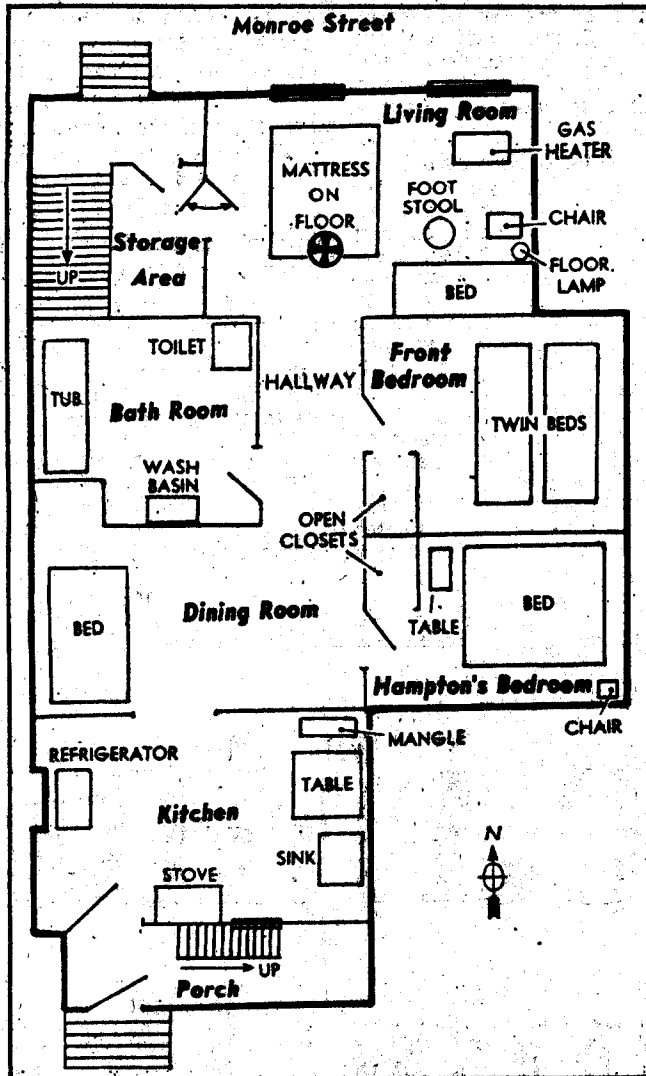 Monroe Street
Living Room
GAS
HEATER
MATTRESS
ON
FLOOR
FOOT
STOOL
CHAIR
Storage
Area
UP
FLOOR
LAMP
BED
TOILET
Front
Bedroom
HALLWAY
TUB
Bath Room
TWIN BEDS
WASH
BASIN
OPEN
CLOSETS
BED
Dining Room
TABLE
BED
Hampton's Bedroom
CHAIR
MANGLE
REFRIGERATOR
TABLE
Kitchen
N
SINK
STOVE
UP
Porch